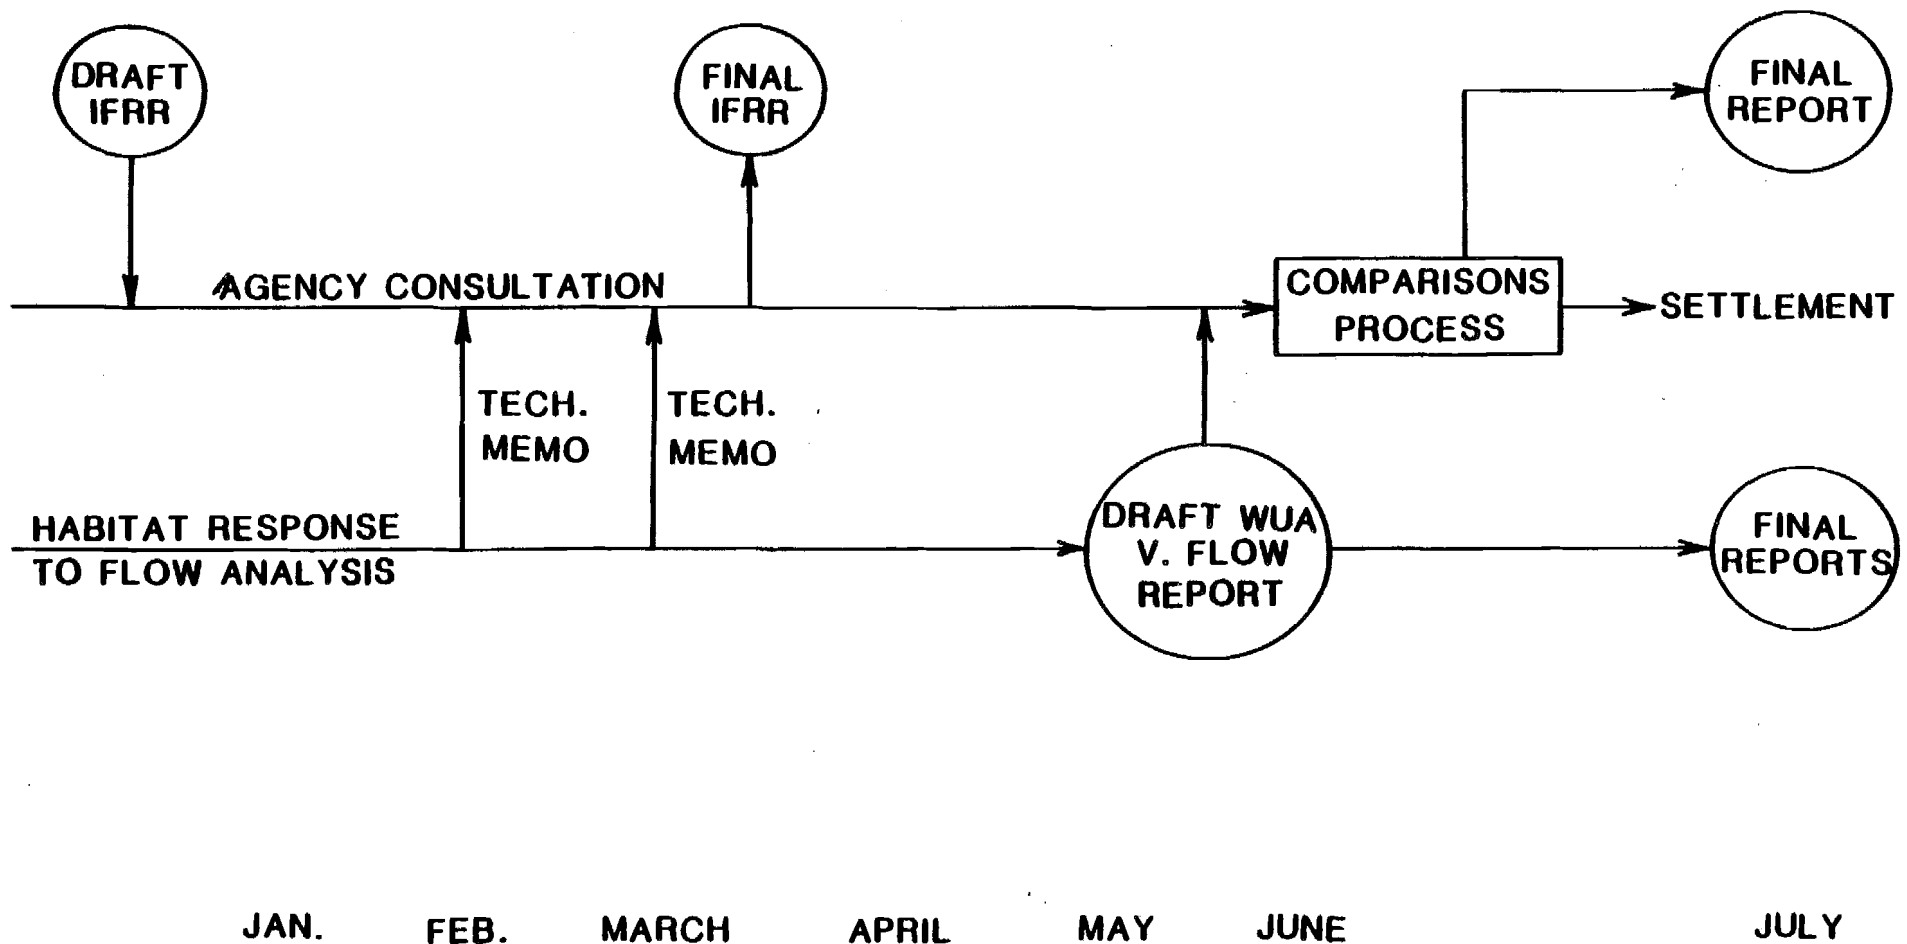 DRAFT
IFRR
FINAL
IFRR
FINAL
REPORT
AGENCY CONSULTATION
COMPARISONS
PROCESS
SETTLEMENT
TECH.
MEMO
TECH.
MEMO
HABITAT RESPONSE
TO FLOW ANALYSIS
DRAFT WUA
V. FLOW
REPORT
FINAL
REPORTS
JAN. FEB. MARCH APRIL MAY JUNE JULY